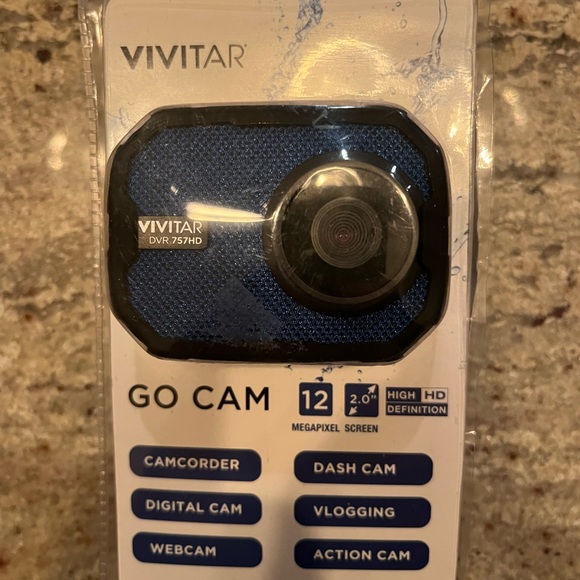 VIVITAR
VIVITAR
DVR 757HD
GO CAM
12
MEGAPIXEL
2.0"
SCREEN
HIGH HD
DEFINITION
CAMCORDER
DASH CAM
DIGITAL CAM
VLOGGING
WEBCAM
ACTION CAM